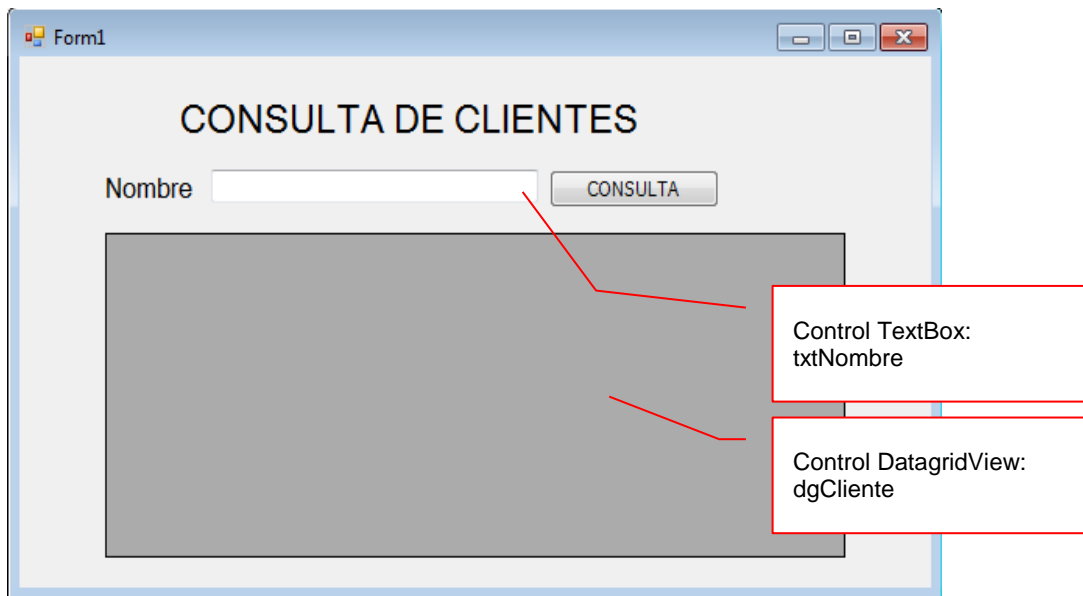 Form1
CONSULTA DE CLIENTES
Nombre
CONSULTA
Control TextBox:
txtNombre
Control DatagridView:
dgCliente